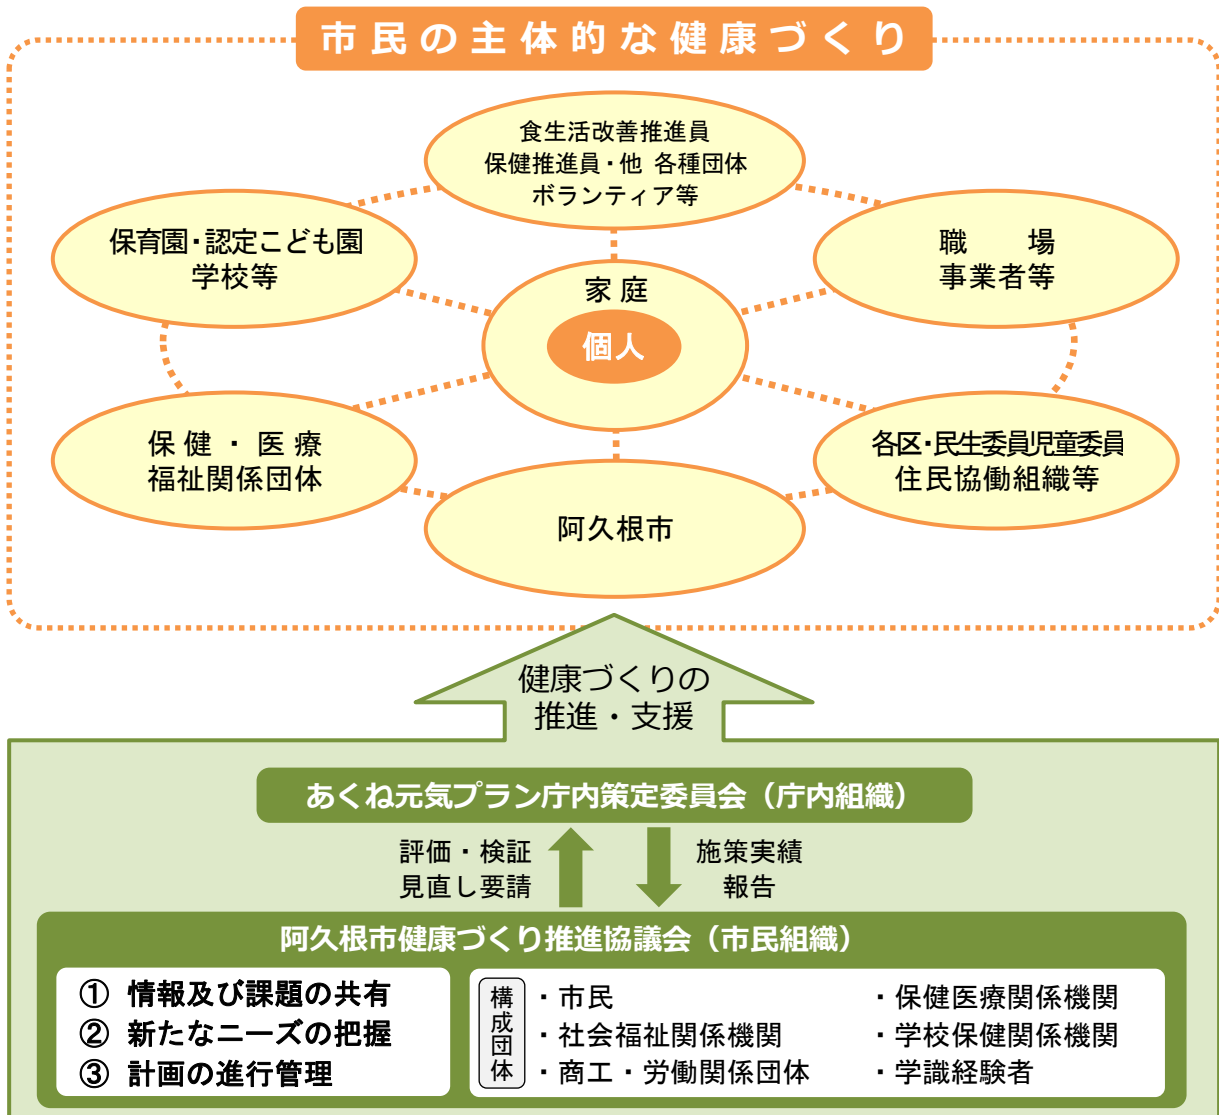 市民の主体的な健康づくり
食生活改善推進員
保健推進員・他 各種団体
ボランティア等
保育園・認定こども園
学校等
職　場
事業者等
家庭
個人
保健・医療
福祉関係団体
各区・民生委員児童委員
住民協働組織等
阿久根市
健康づくりの
推進・支援
あくね元気プラン庁内策定委員会（庁内組織）
評価・検証
見直し要請
施策実績
報告
阿久根市健康づくり推進協議会（市民組織）
① 情報及び課題の共有
② 新たなニーズの把握
③ 計画の進行管理
構成団体
・市民
・社会福祉関係機関
・商工・労働関係団体
・保健医療関係機関
・学校保健関係機関
・学識経験者